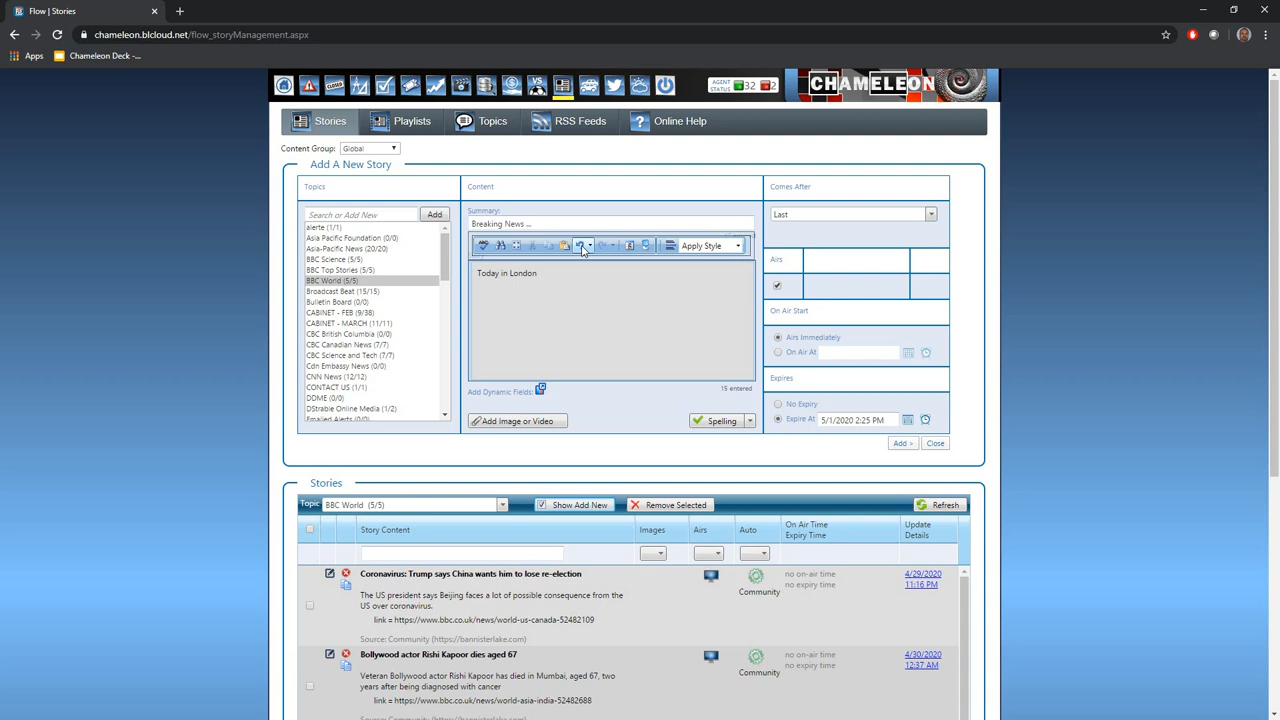 Flow | Stories
chameleon.blcloud.net/flow_storyManagement.aspx
Apps
Chameleon Deck -...
CLOUD
VS
AGENT
STATUS
32
2
CHAMELEON
Stories
Playlists
Topics
RSS Feeds
Online Help
Content Group:
Global
Add A New Story
Topics
Content
Comes After
Search or Add New
Add
alerte (1/1)
Asia Pacific Foundation (0/0)
Asia-Pacific News (20/20)
BBC Science (5/5)
BBC Top Stories (5/5)
BBC World (5/5)
Broadcast Beat (15/15)
Bulletin Board (0/0)
CABINET - FEB (9/38)
CABINET - MARCH (11/11)
CBC British Columbia (0/0)
CBC Canadian News (7/7)
CBC Science and Tech (7/7)
Cdn Embassy News (0/0)
CNN News (12/12)
CONTACT US (1/1)
DDME (0/0)
DStrable Online Media (1/2)
Emailed Alerts (0/0)
Summary:
Breaking News ...
Apply Style
Today in London
Add Dynamic Fields:
15 entered
Add Image or Video
Spelling
Last
Airs
On Air Start
Airs Immediately
On Air At
Expires
No Expiry
Expire At
5/1/2020 2:25 PM
Add >
Close
Stories
Topic
BBC World (5/5)
Show Add New
Remove Selected
Refresh
Story Content
Images
Airs
Auto
On Air Time
Expiry Time
Update
Details
Coronavirus: Trump says China wants him to lose re-election
The US president says Beijing faces a lot of possible consequence from the
US over coronavirus.
link = https://www.bbc.co.uk/news/world-us-canada-52482109
Source: Community (https://bannisterlake.com)
Community
no on-air time
no expiry time
4/29/2020
11:16 PM
Bollywood actor Rishi Kapoor dies aged 67
Veteran Bollywood actor Rishi Kapoor has died in Mumbai, aged 67, two
years after being diagnosed with cancer
link = https://www.bbc.co.uk/news/world-asia-india-52482688
Community
no on-air time
no expiry time
4/30/2020
12:37 AM